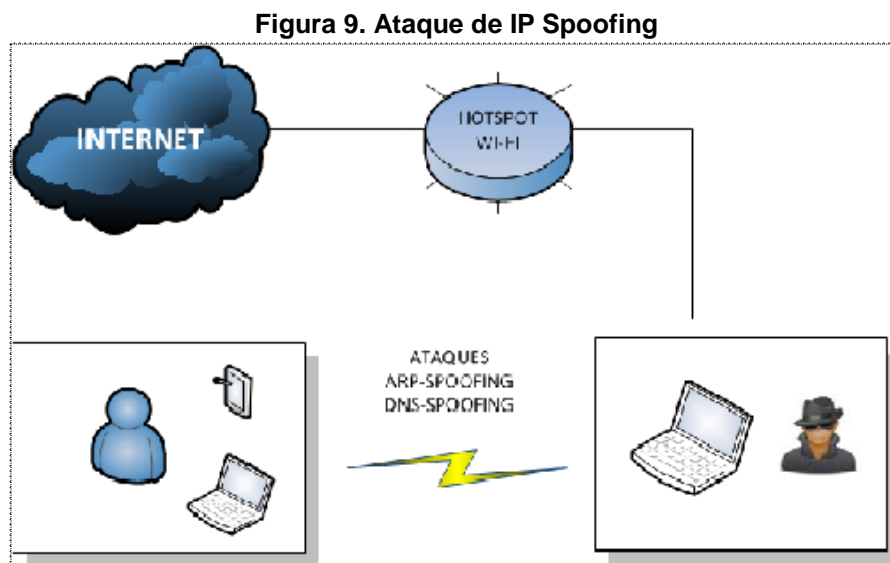 Figura 9. Ataque de IP Spoofing
INTERNET
HOTSPOT
WI-FI
ATAQUES
ARP-SPOOFING
DNS-SPOOFING